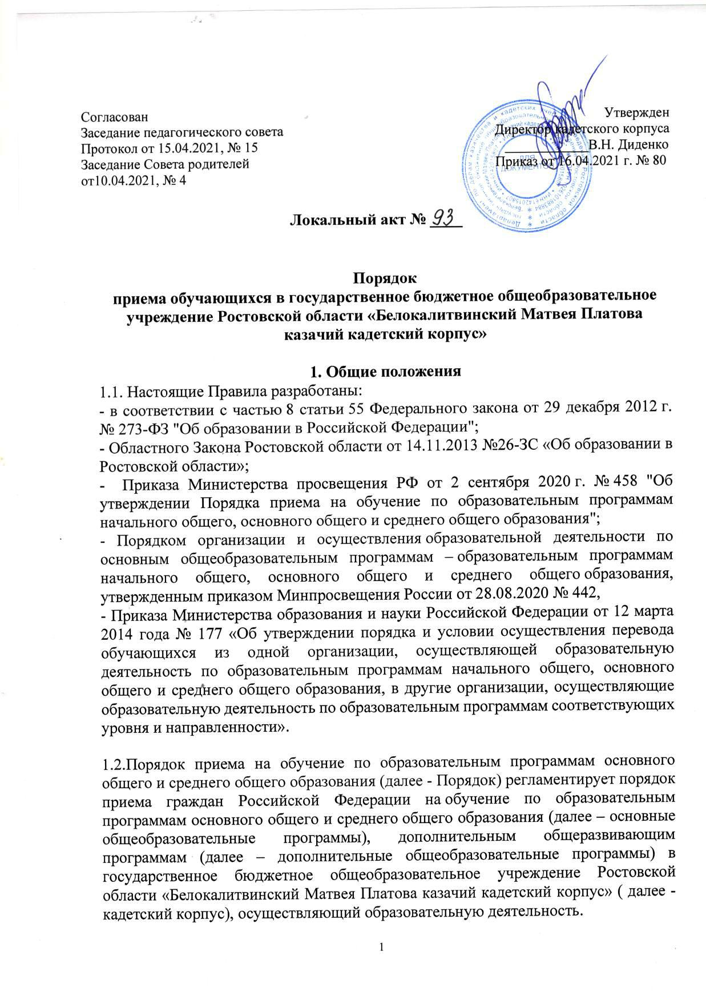 Согласован
Заседание педагогического совета
Протокол от 15.04.2021, № 15
Заседание Совета родителей
от10.04.2021, № 4
Утвержден
Директор кадетского корпуса
____________В.Н. Диденко
Приказ от 16.04.2021 г. № 80
ДЛЯ
ДОКУМЕНТОВ
Локальный акт № 93
Порядок
приема обучающихся в государственное бюджетное общеобразовательное
учреждение Ростовской области «Белокалитвинский Матвея Платова
казачий кадетский корпус»
1. Общие положения
1.1. Настоящие Правила разработаны:
- в соответствии с частью 8 статьи 55 Федерального закона от 29 декабря 2012 г.
№ 273-ФЗ "Об образовании в Российской Федерации";
- Областного Закона Ростовской области от 14.11.2013 №26-ЗС «Об образовании в
Ростовской области»;
- Приказа Министерства просвещения РФ от 2 сентября 2020 г. № 458 "Об
утверждении Порядка приема на обучение по образовательным программам
начального общего, основного общего и среднего общего образования";
- Порядком организации и осуществления образовательной деятельности по
основным общеобразовательным программам – образовательным программам
начального общего, основного общего и среднего общего образования,
утвержденным приказом Минпросвещения России от 28.08.2020 № 442,
- Приказа Министерства образования и науки Российской Федерации от 12 марта
2014 года № 177 «Об утверждении порядка и условии осуществления перевода
обучающихся из одной организации, осуществляющей образовательную
деятельность по образовательным программам начального общего, основного
общего и среднего общего образования, в другие организации, осуществляющие
образовательную деятельность по образовательным программам соответствующих
уровня и направленности».
1.2.Порядок приема на обучение по образовательным программам основного
общего и среднего общего образования (далее - Порядок) регламентирует порядок
приема граждан Российской Федерации на обучение по образовательным
программам основного общего и среднего общего образования (далее – основные
общеобразовательные программы), дополнительным общеразвивающим
программам (далее – дополнительные общеобразовательные программы) в
государственное бюджетное общеобразовательное учреждение Ростовской
области «Белокалитвинский Матвея Платова казачий кадетский корпус» ( далее -
кадетский корпус), осуществляющий образовательную деятельность.
1